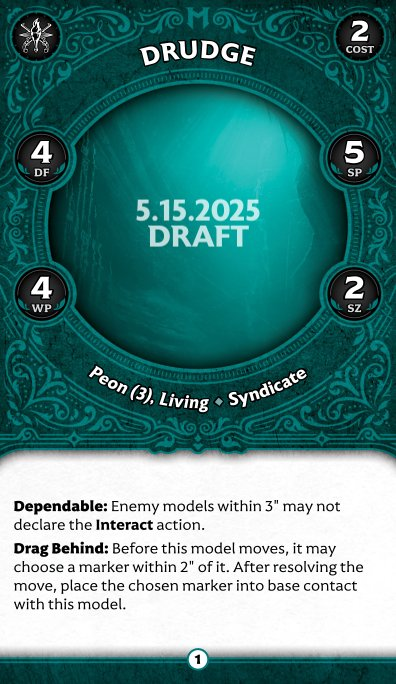 DRUDGE
2
COST
4
DF
5
SP
5.15.2025
DRAFT
4
WP
2
SZ
Peon (3), Living ◆ Syndicate
Dependable: Enemy models within 3" may not
declare the Interact action.
Drag Behind: Before this model moves, it may
choose a marker within 2" of it. After resolving the
move, place the chosen marker into base contact
with this model.
1